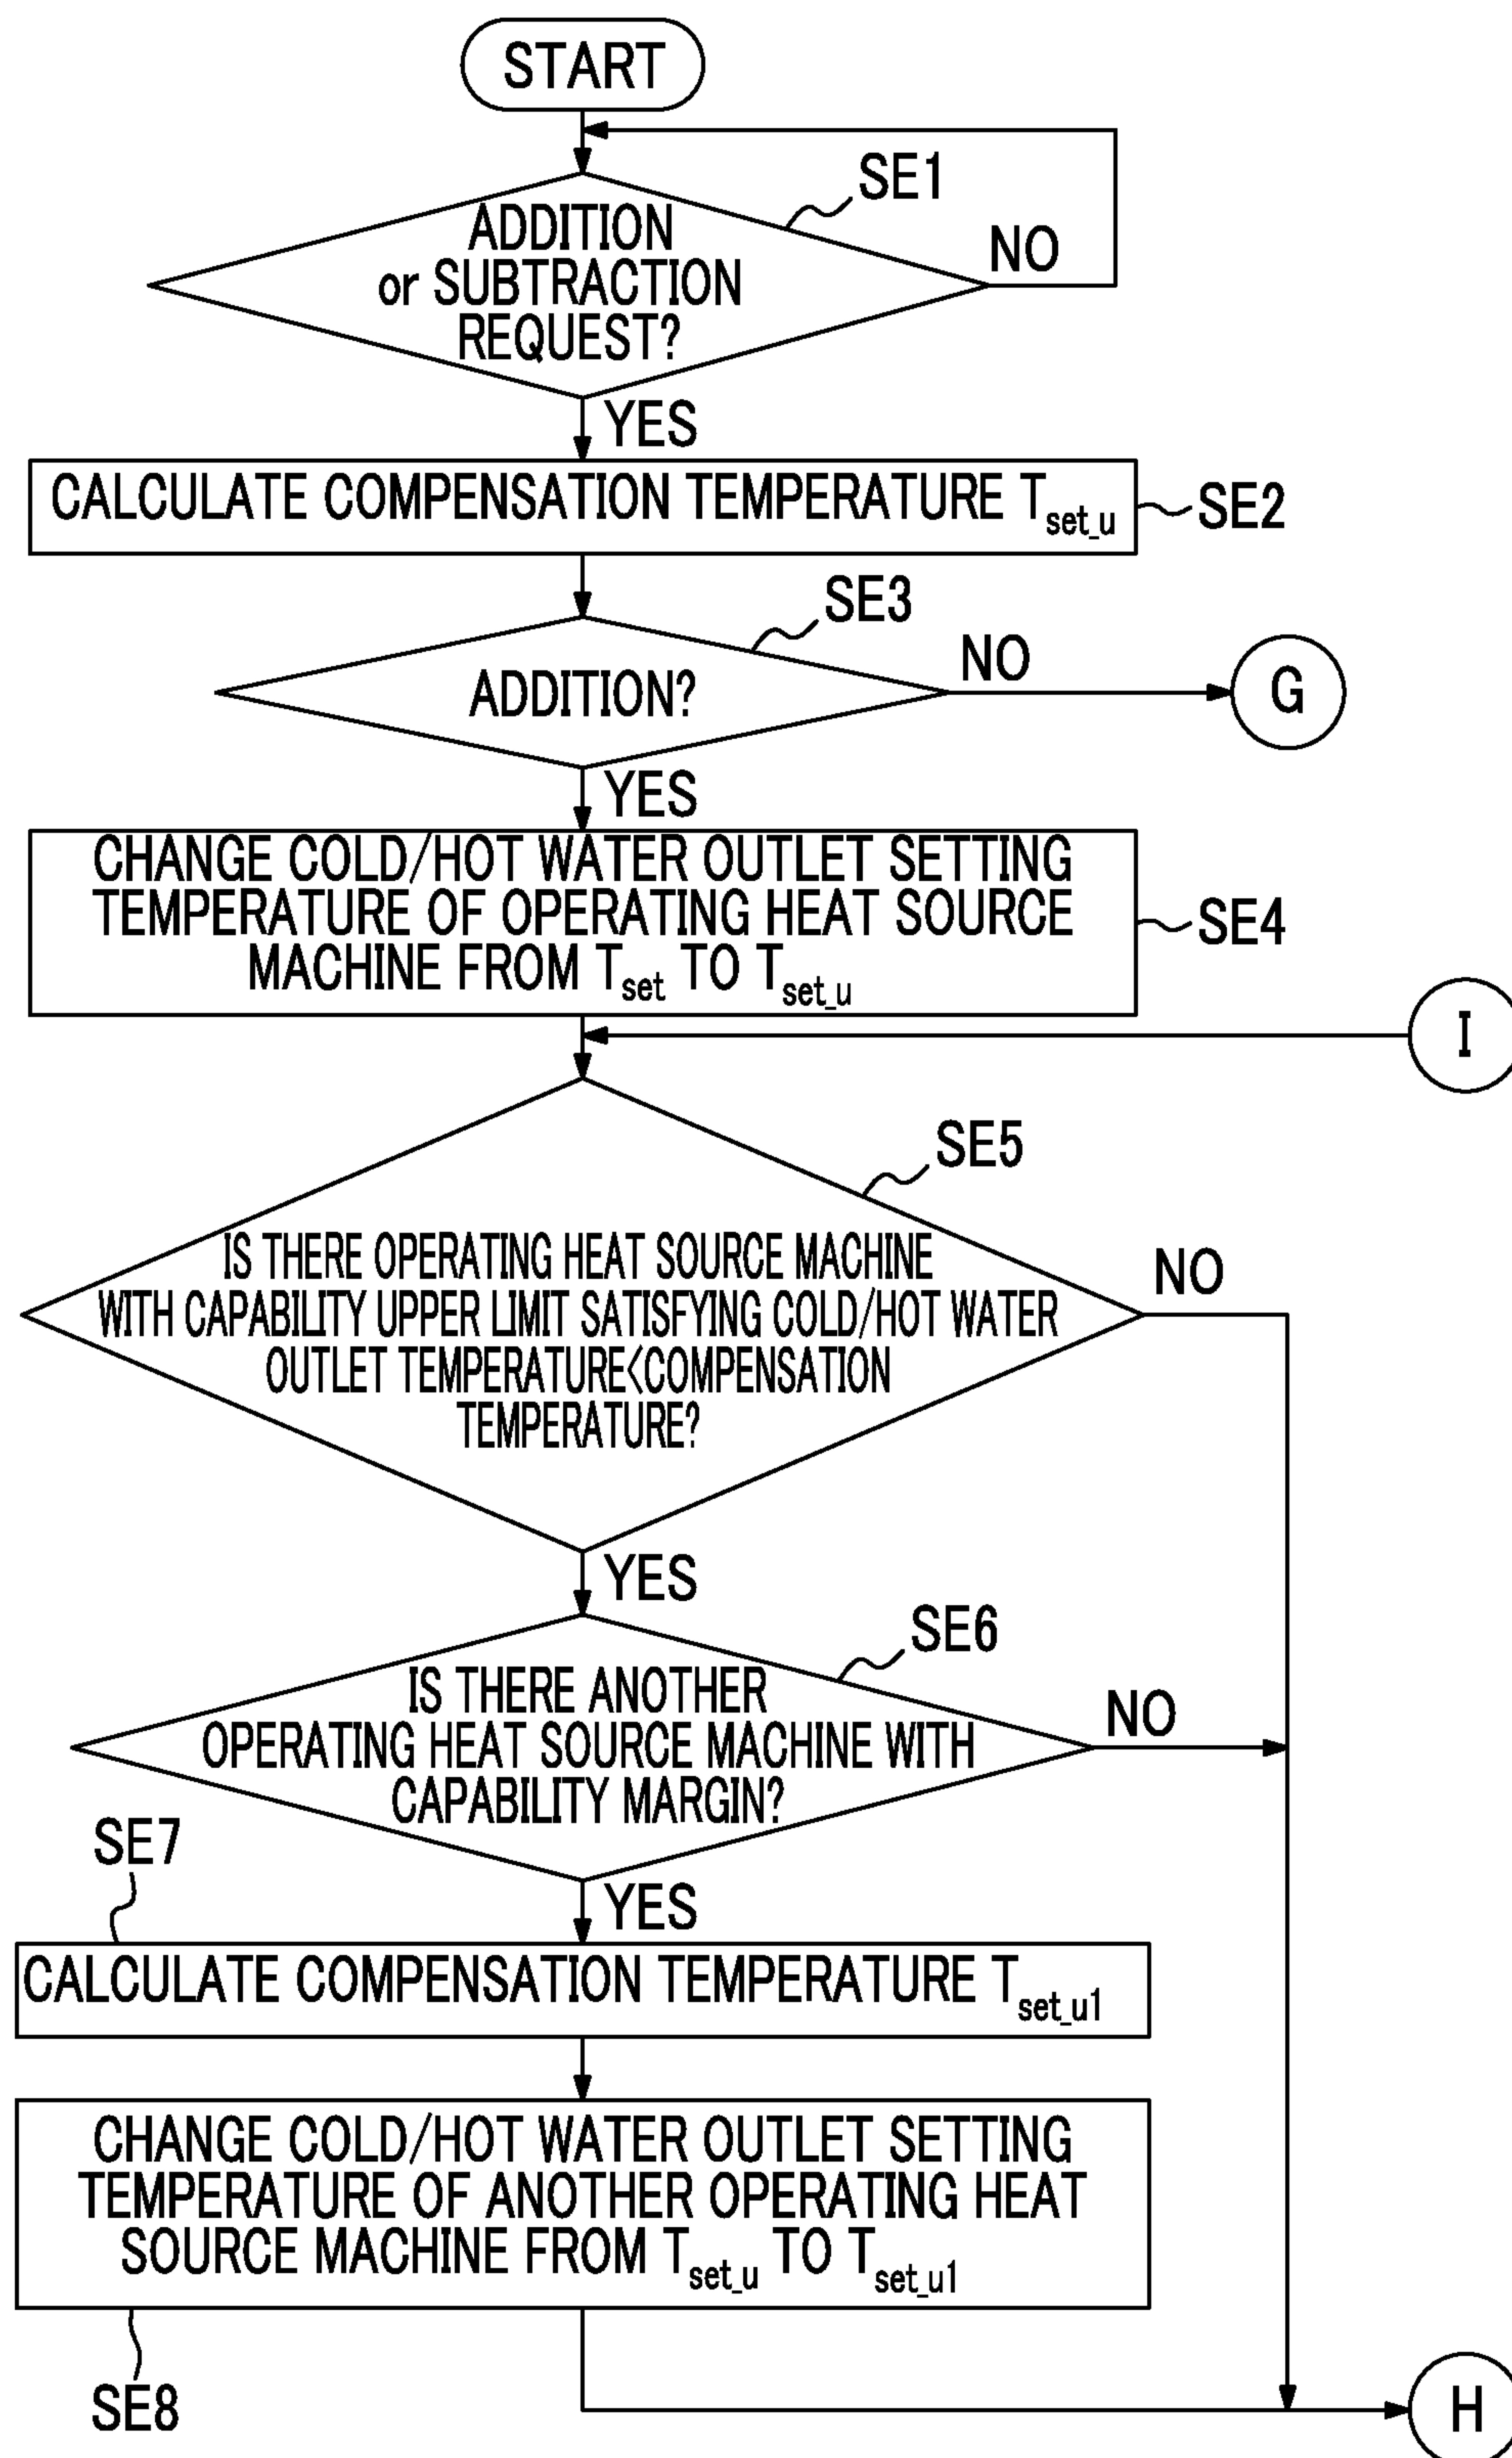 START
SE1
ADDITION
or SUBTRACTION
REQUEST?
NO
YES
CALCULATE COMPENSATION TEMPERATURE Tset_u
SE2
SE3
ADDITION?
NO
G
YES
CHANGE COLD/HOT WATER OUTLET SETTING
TEMPERATURE OF OPERATING HEAT SOURCE
MACHINE FROM Tset TO Tset_u
SE4
I
SE5
IS THERE OPERATING HEAT SOURCE MACHINE
WITH CAPABILITY UPPER LIMIT SATISFYING COLD/HOT WATER
OUTLET TEMPERATURE<COMPENSATION
TEMPERATURE?
NO
YES
SE6
IS THERE ANOTHER
OPERATING HEAT SOURCE MACHINE WITH
CAPABILITY MARGIN?
NO
SE7
YES
CALCULATE COMPENSATION TEMPERATURE Tset_u1
CHANGE COLD/HOT WATER OUTLET SETTING
TEMPERATURE OF ANOTHER OPERATING HEAT
SOURCE MACHINE FROM Tset_u TO Tset_u1
SE8
H